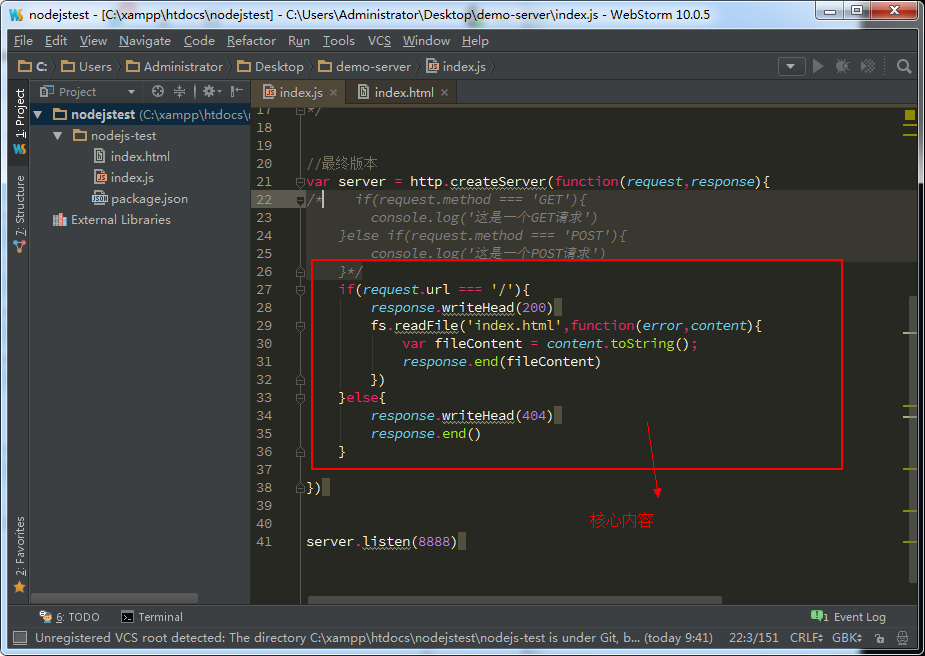 nodejstest - [C:\xampp\htdocs\nodejstest] - C:\Users\Administrator\Desktop\demo-server\index.js - WebStorm 10.0.5
File Edit View Navigate Code Refactor Run Tools VCS Window Help
C: Users Administrator Desktop demo-server index.js
Project index.js index.html
1: Project
7: Structure
2: Favorites
nodejstest (C:\xampp\htdocs\
nodejs-test
index.html
index.js
package.json
External Libraries
17 */
18
19
20 //最终版本
21 var server = http.createServer(function(request,response){
22 /* if(request.method === 'GET'){
23 console.log('这是一个GET请求')
24 }else if(request.method === 'POST'){
25 console.log('这是一个POST请求')
26 }*/
27 if(request.url === '/'){
28 response.writeHead(200)
29 fs.readFile('index.html',function(error,content){
30 var fileContent = content.toString();
31 response.end(fileContent)
32 })
33 }else{
34 response.writeHead(404)
35 response.end()
36 }
37
38 })
39
40
41 server.listen(8888)
核心内容
6: TODO Terminal 1 Event Log
Unregistered VCS root detected: The directory C:\xampp\htdocs\nodejstest\nodejs-test is under Git, b... (today 9:41) 22:3/151 CRLF GBK